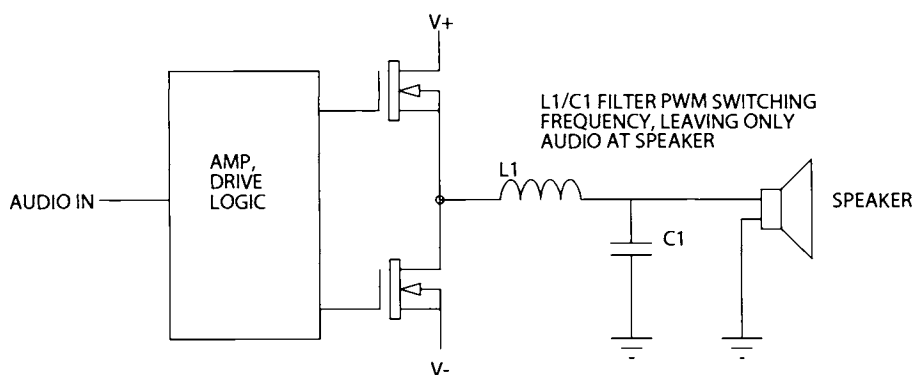 V+
L1/C1 FILTER PWM SWITCHING
FREQUENCY, LEAVING ONLY
AUDIO AT SPEAKER
AMP,
DRIVE
LOGIC
L1
AUDIO IN
SPEAKER
C1
V-